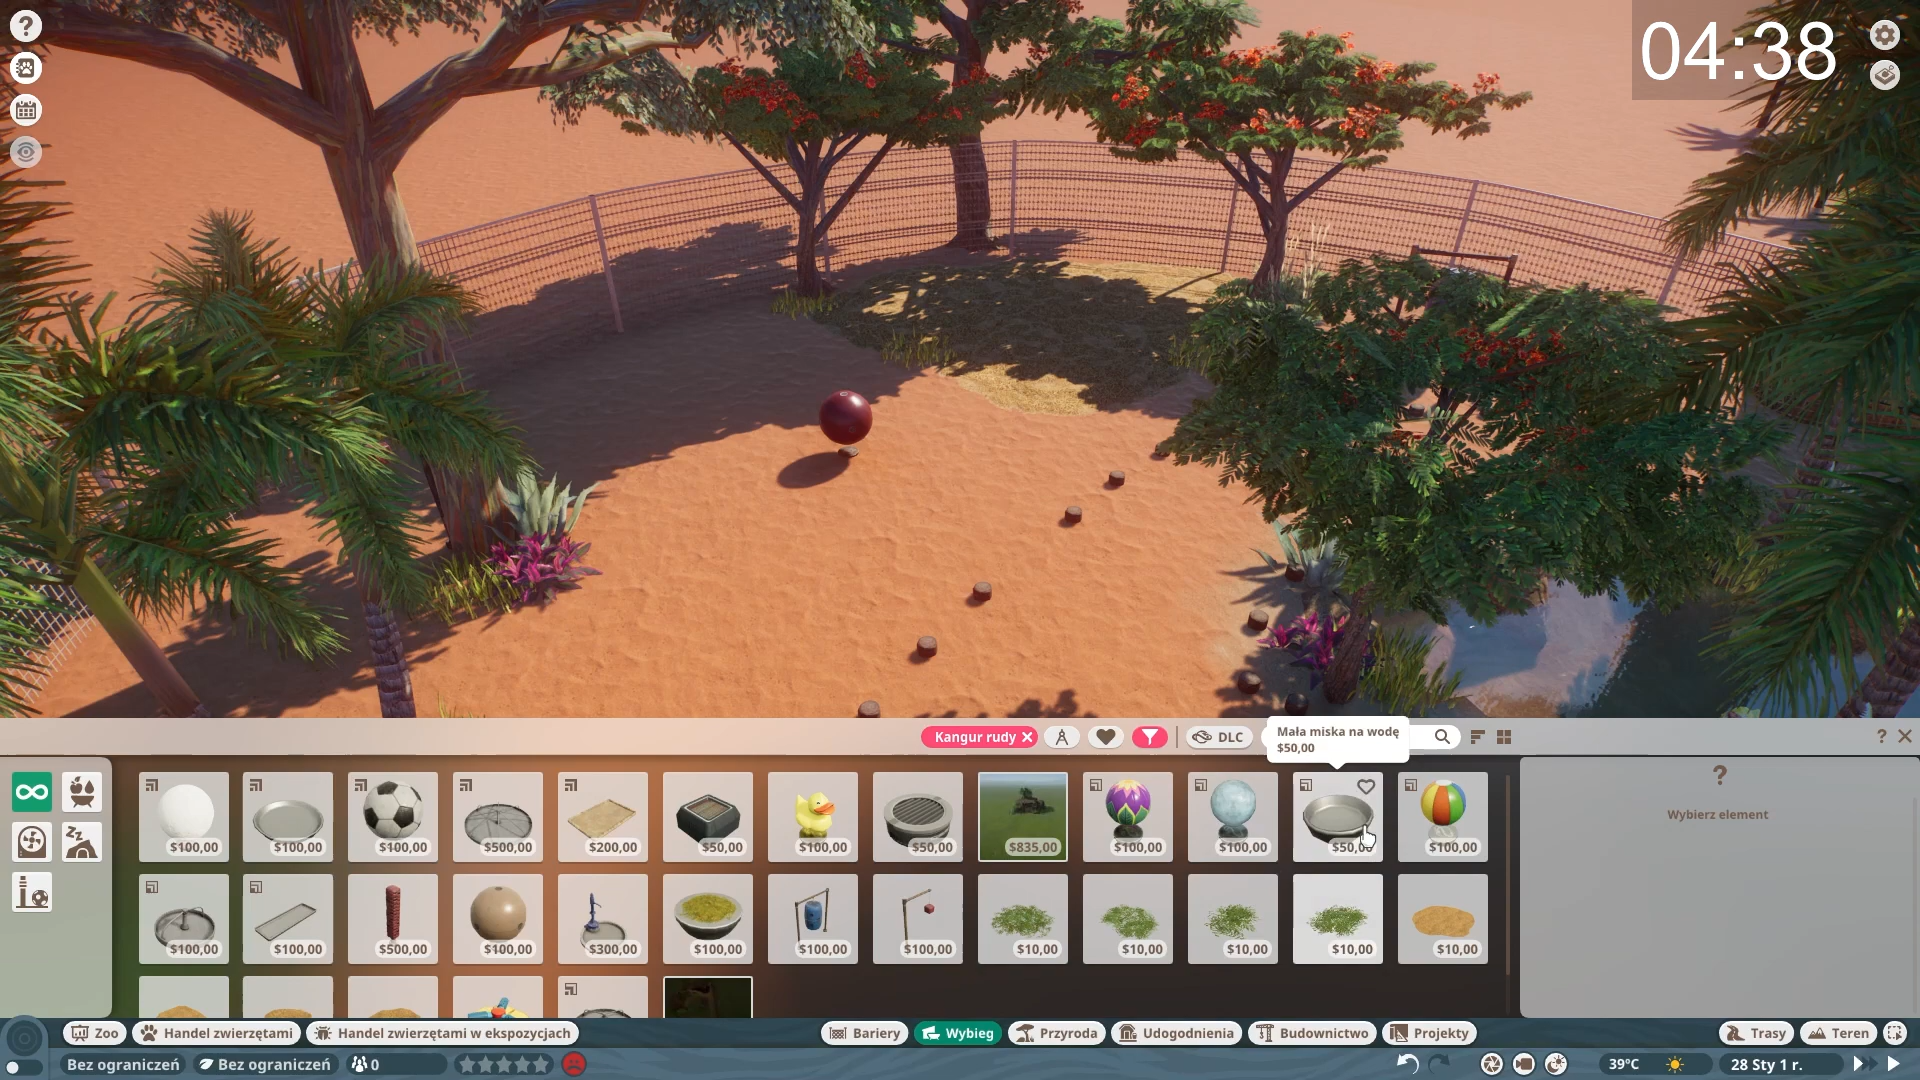 04:38
Kangur rudy
DLC
Mała miska na wodę
$50,00
$100,00
$100,00
$100,00
$500,00
$200,00
$50,00
$100,00
$50,00
$835,00
$100,00
$100,00
$50,00
$100,00
$100,00
$100,00
$500,00
$100,00
$300,00
$100,00
$100,00
$100,00
$10,00
$10,00
$10,00
$10,00
$10,00
?
Wybierz element
Zoo
Handel zwierzętami
Handel zwierzętami w ekspozycjach
Bariery
Wybieg
Przyroda
Udogodnienia
Budownictwo
Projekty
Trasy
Teren
Bez ograniczeń
Bez ograniczeń
0
39°C
28 Sty 1 r.